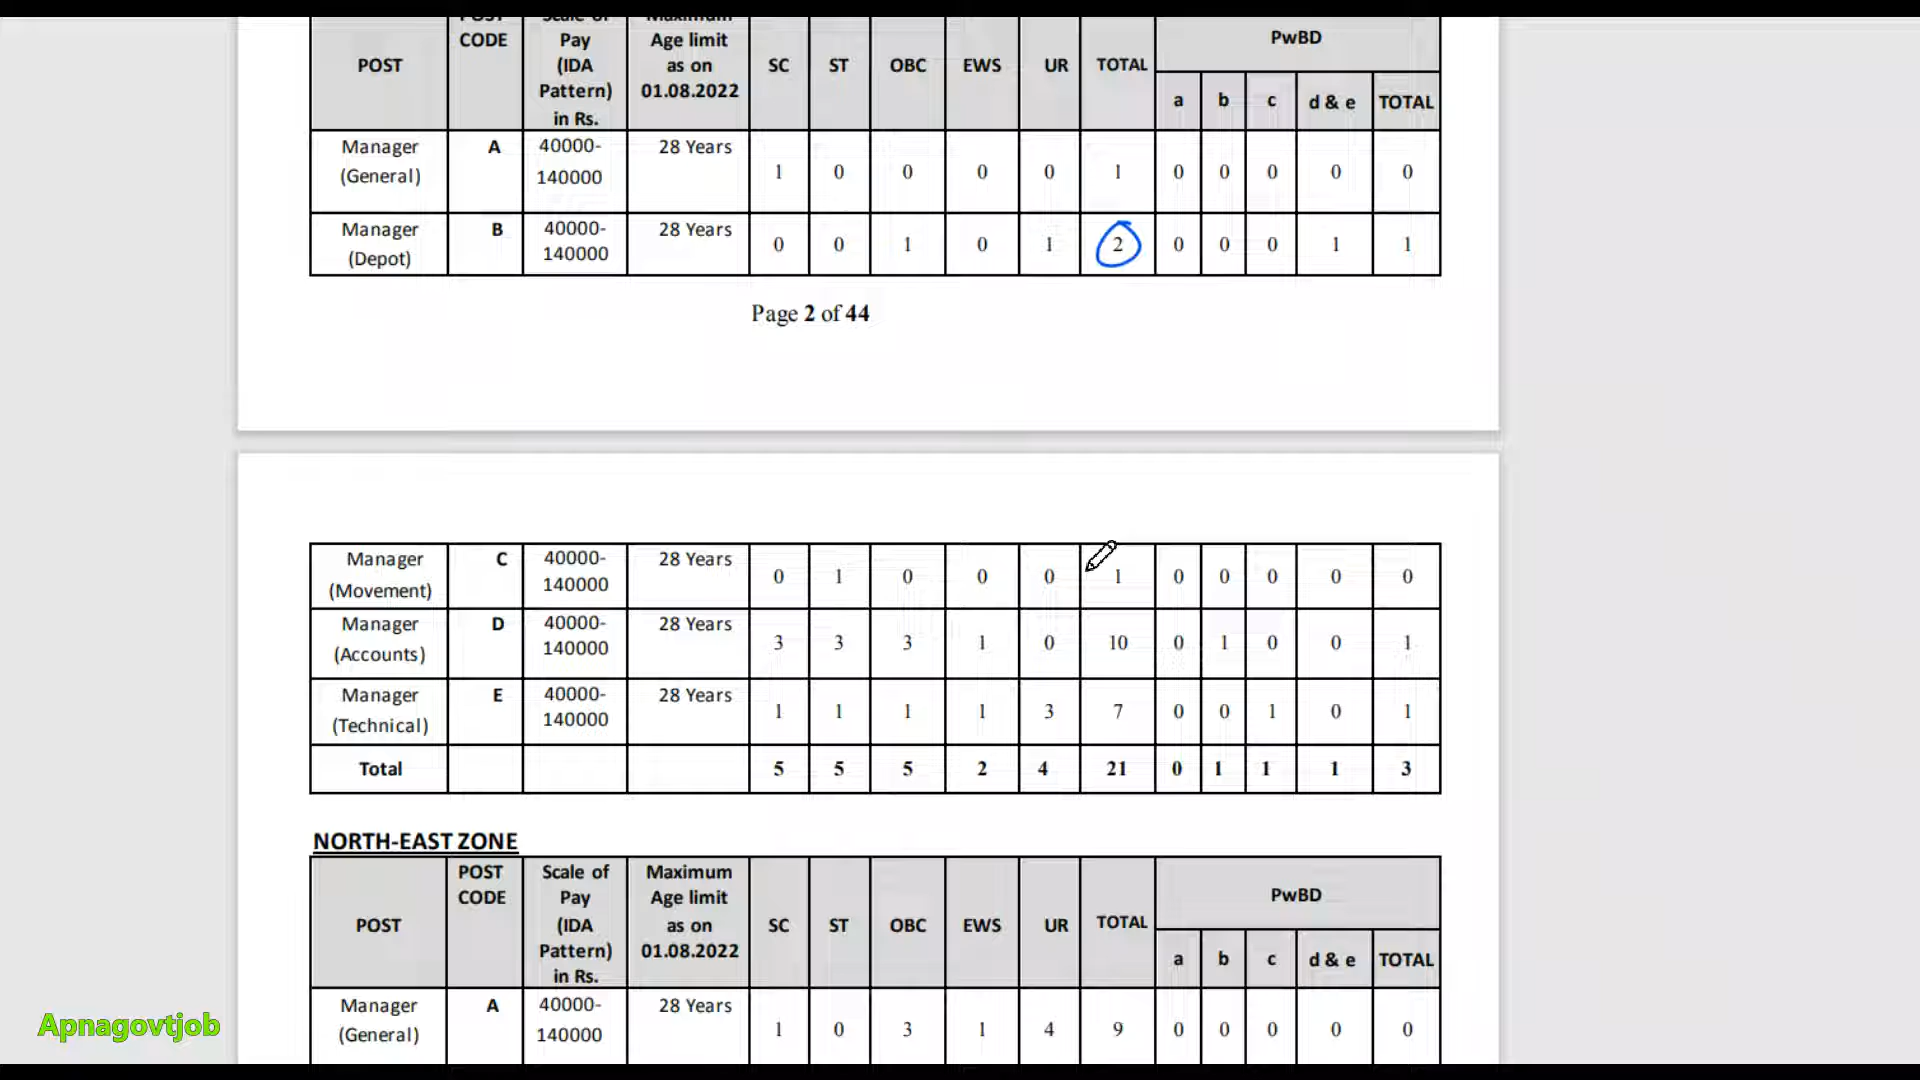 POST CODE Scale of Pay (IDA Pattern) in Rs. Maximum Age limit as on 01.08.2022 SC ST OBC EWS UR TOTAL PwBD
a b c d & e TOTAL
Manager (General) A 40000-140000 28 Years 1 0 0 0 0 1 0 0 0 0 0
Manager (Depot) B 40000-140000 28 Years 0 0 1 0 1 2 0 0 0 1 1
Page 2 of 44
Manager (Movement) C 40000-140000 28 Years 0 1 0 0 0 1 0 0 0 0 0
Manager (Accounts) D 40000-140000 28 Years 3 3 3 1 0 10 0 1 0 0 1
Manager (Technical) E 40000-140000 28 Years 1 1 1 1 3 7 0 0 1 0 1
Total 5 5 5 2 4 21 0 1 1 1 3
NORTH-EAST ZONE
POST POST CODE Scale of Pay (IDA Pattern) in Rs. Maximum Age limit as on 01.08.2022 SC ST OBC EWS UR TOTAL PwBD
a b c d & e TOTAL
Manager (General) A 40000-140000 28 Years 1 0 3 1 4 9 0 0 0 0 0
Apnagovtjob